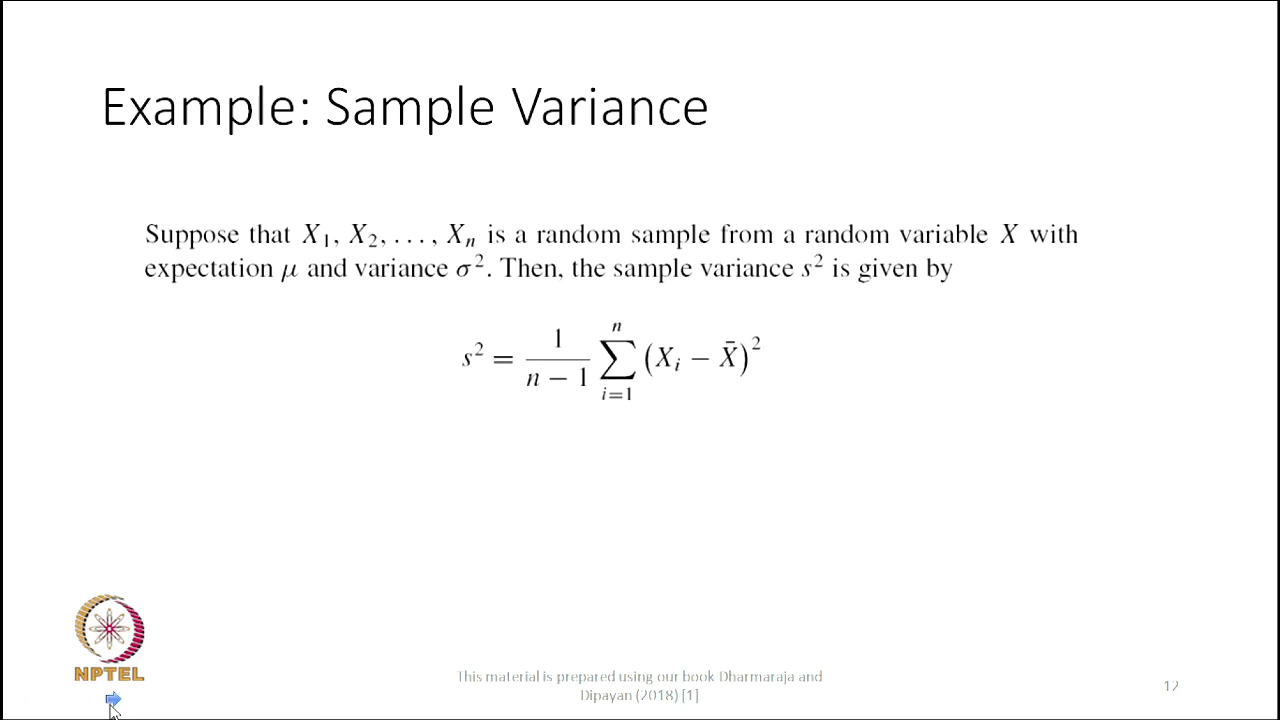 Example: Sample Variance
Suppose that X₁, X₂, . . . , Xₙ is a random sample from a random variable X with
expectation μ and variance σ². Then, the sample variance s² is given by
s² = 1/(n − 1) ∑ⁿᵢ₌₁ (Xᵢ − X̄)²
NPTEL
This material is prepared using our book Dharmaraja and
Dipayan (2018) [1]
12